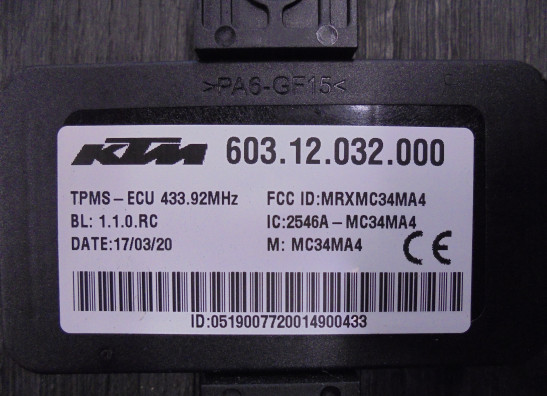 >PA6-GF15<
KTM 603.12.032.000
TPMS-ECU 433.92MHz FCC ID:MRXMC34MA4
BL: 1.1.0.RC IC:2546A-MC34MA4
DATE:17/03/20 M: MC34MA4 CE
ID:0519007720014900433